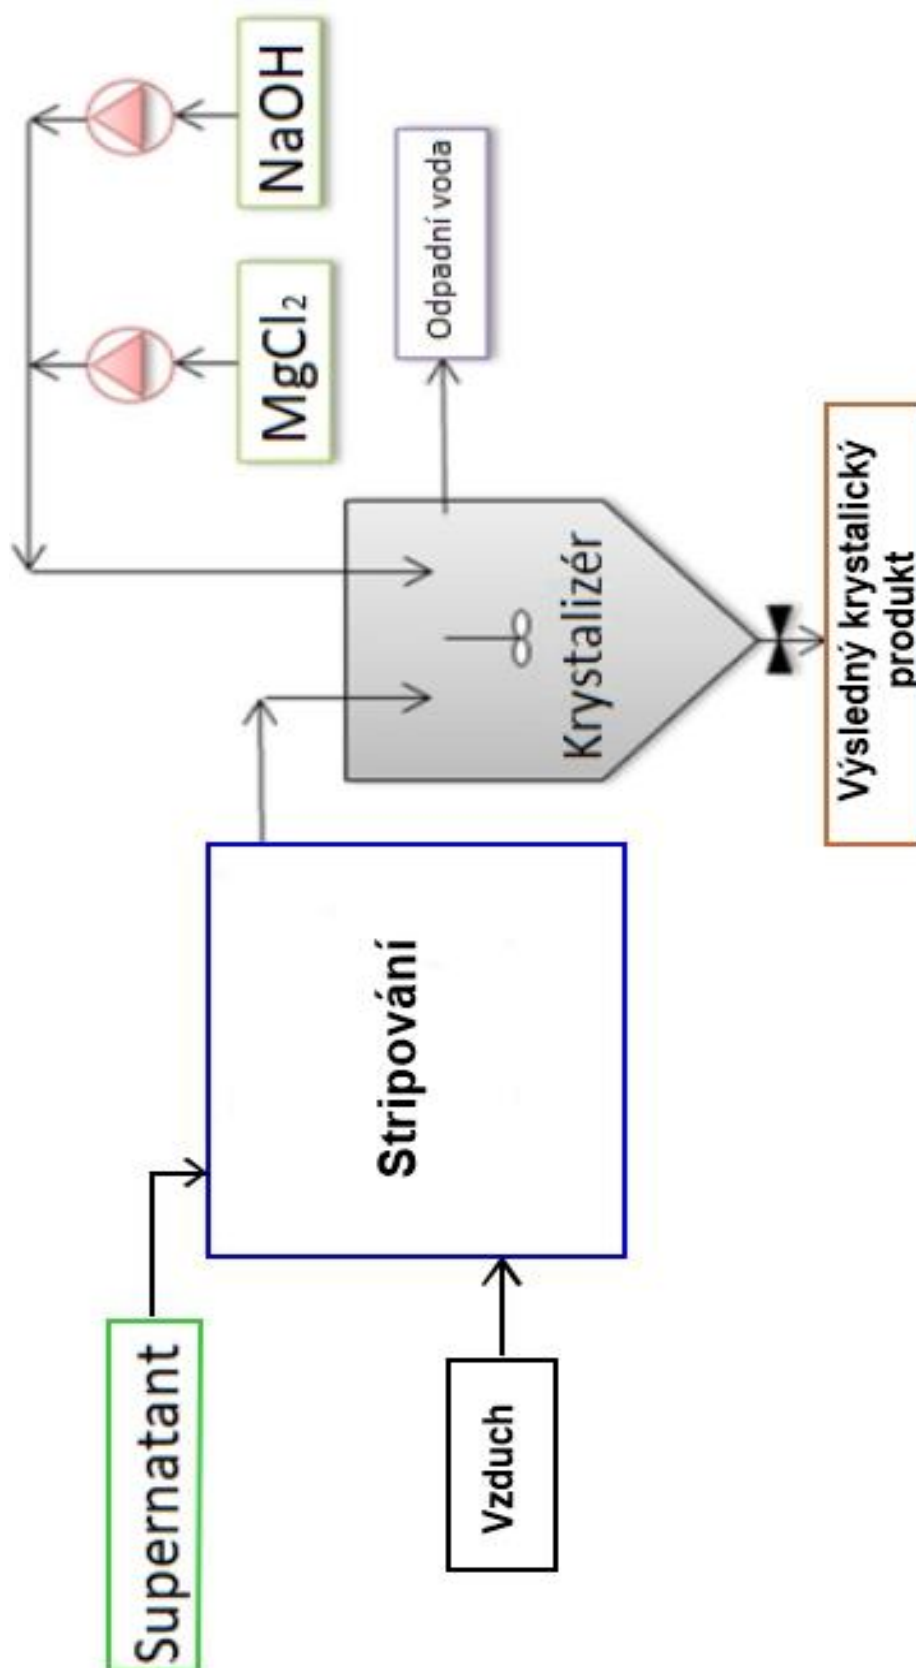 Supernatant
Vzduch
Stripování
Krystalizér
MgCl₂
NaOH
Odpadní voda
Výsledný krystalický
produkt